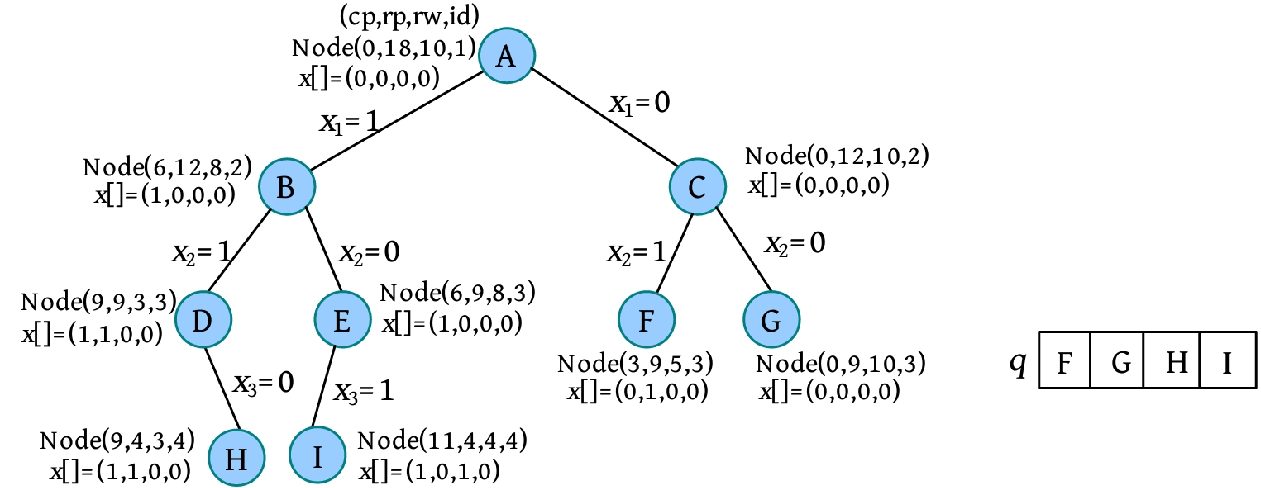 (cp,rp,rw,id)
Node(0,18,10,1)
x[]=(0,0,0,0)
A
x₁=1
x₁=0
Node(6,12,8,2)
x[]=(1,0,0,0)
B
C
Node(0,12,10,2)
x[]=(0,0,0,0)
x₂=1
x₂=0
x₂=1
x₂=0
Node(9,9,3,3)
x[]=(1,1,0,0)
D
E
Node(6,9,8,3)
x[]=(1,0,0,0)
F
G
Node(3,9,5,3)
x[]=(0,1,0,0)
Node(0,9,10,3)
x[]=(0,0,0,0)
q F G H I
x₃=0
x₃=1
Node(9,4,3,4)
x[]=(1,1,0,0)
H
I
Node(11,4,4,4)
x[]=(1,0,1,0)